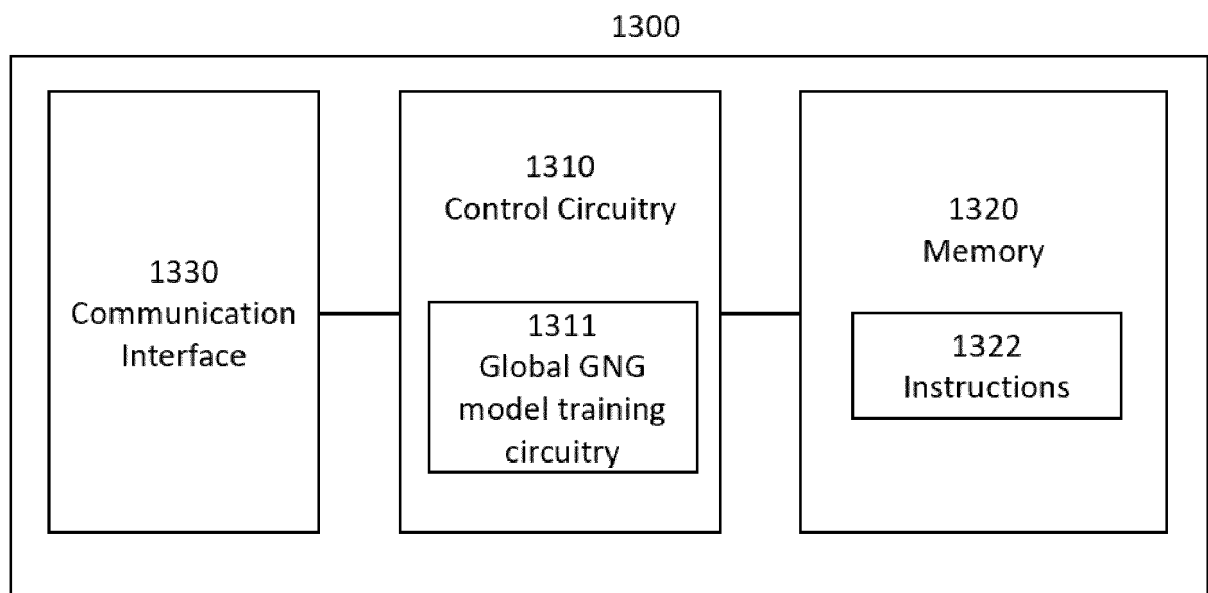 1300
1330
Communication
Interface
1310
Control Circuitry
1311
Global GNG
model training
circuitry
1320
Memory
1322
Instructions